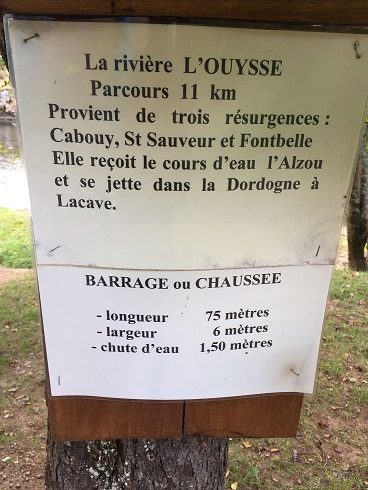 La rivière L'OUYSSE
Parcours 11 km
Provient de trois résurgences :
Cabouy, St Sauveur et Fontbelle
Elle reçoit le cours d'eau l'Alzou
et se jette dans la Dordogne à
Lacave.
BARRAGE ou CHAUSSEE
- longueur 75 mètres
- largeur 6 mètres
- chute d'eau 1,50 mètres